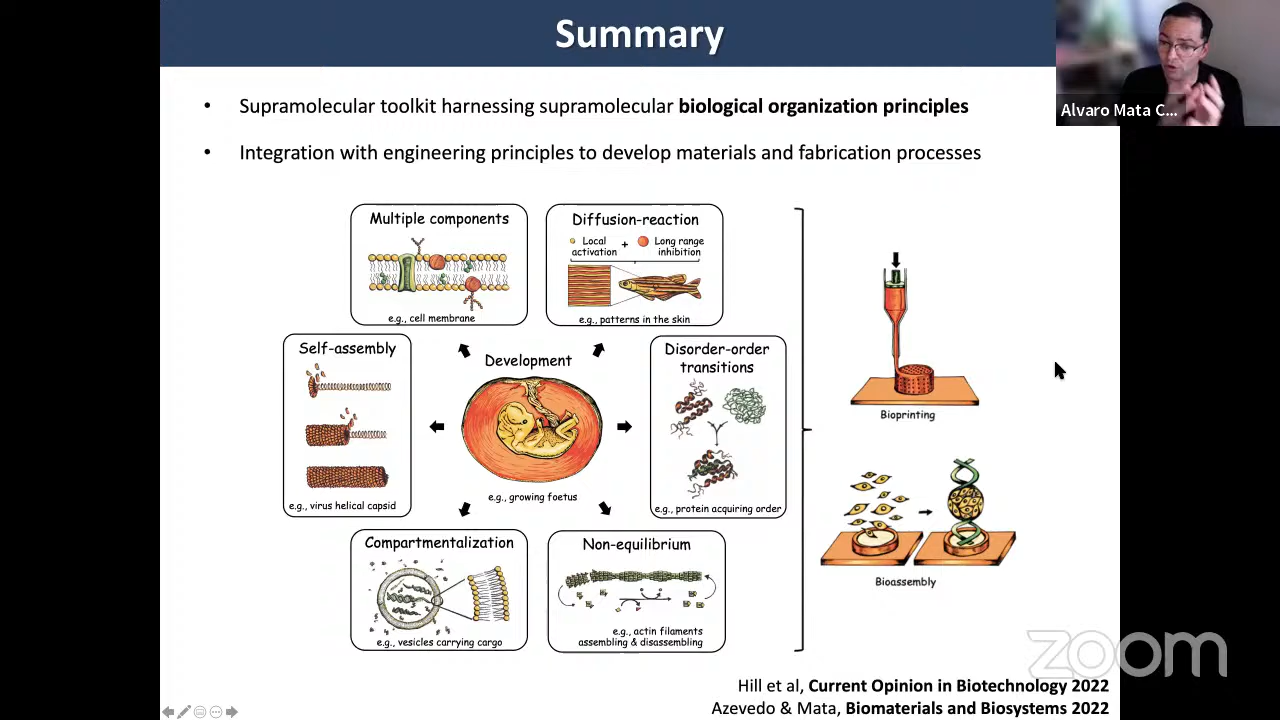 Summary
Alvaro Mata C...
• Supramolecular toolkit harnessing supramolecular biological organization principles
• Integration with engineering principles to develop materials and fabrication processes
Multiple components
e.g., cell membrane
Diffusion-reaction
Local
activation
+
Long range
inhibition
e.g., patterns in the skin
Self-assembly
e.g., virus helical capsid
Development
e.g., growing foetus
Disorder-order
transitions
e.g., protein acquiring order
Compartmentalization
e.g., vesicles carrying cargo
Non-equilibrium
e.g., actin filaments
assembling & disassembling
Bioprinting
Bioassembly
zoom
Hill et al, Current Opinion in Biotechnology 2022
Azevedo & Mata, Biomaterials and Biosystems 2022